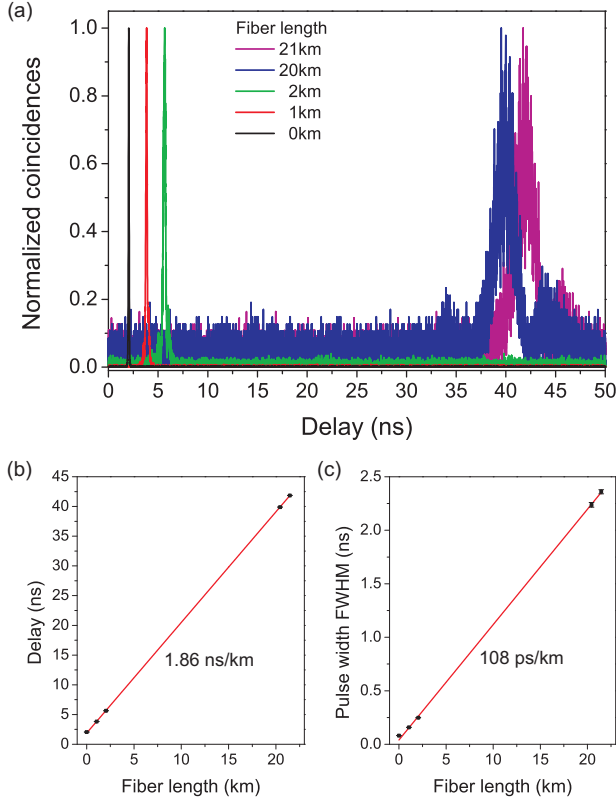 (a)
Fiber length
21km
20km
2km
1km
0km
Normalized coincidences
1.0
0.8
0.6
0.4
0.2
0.0
0 5 10 15 20 25 30 35 40 45 50
Delay (ns)
(b)
45
40
35
30
25
20
15
10
5
0
Delay (ns)
1.86 ns/km
0 5 10 15 20
Fiber length (km)
(c)
2.5
2.0
1.5
1.0
0.5
0.0
Pulse width FWHM (ns)
108 ps/km
0 5 10 15 20
Fiber length (km)